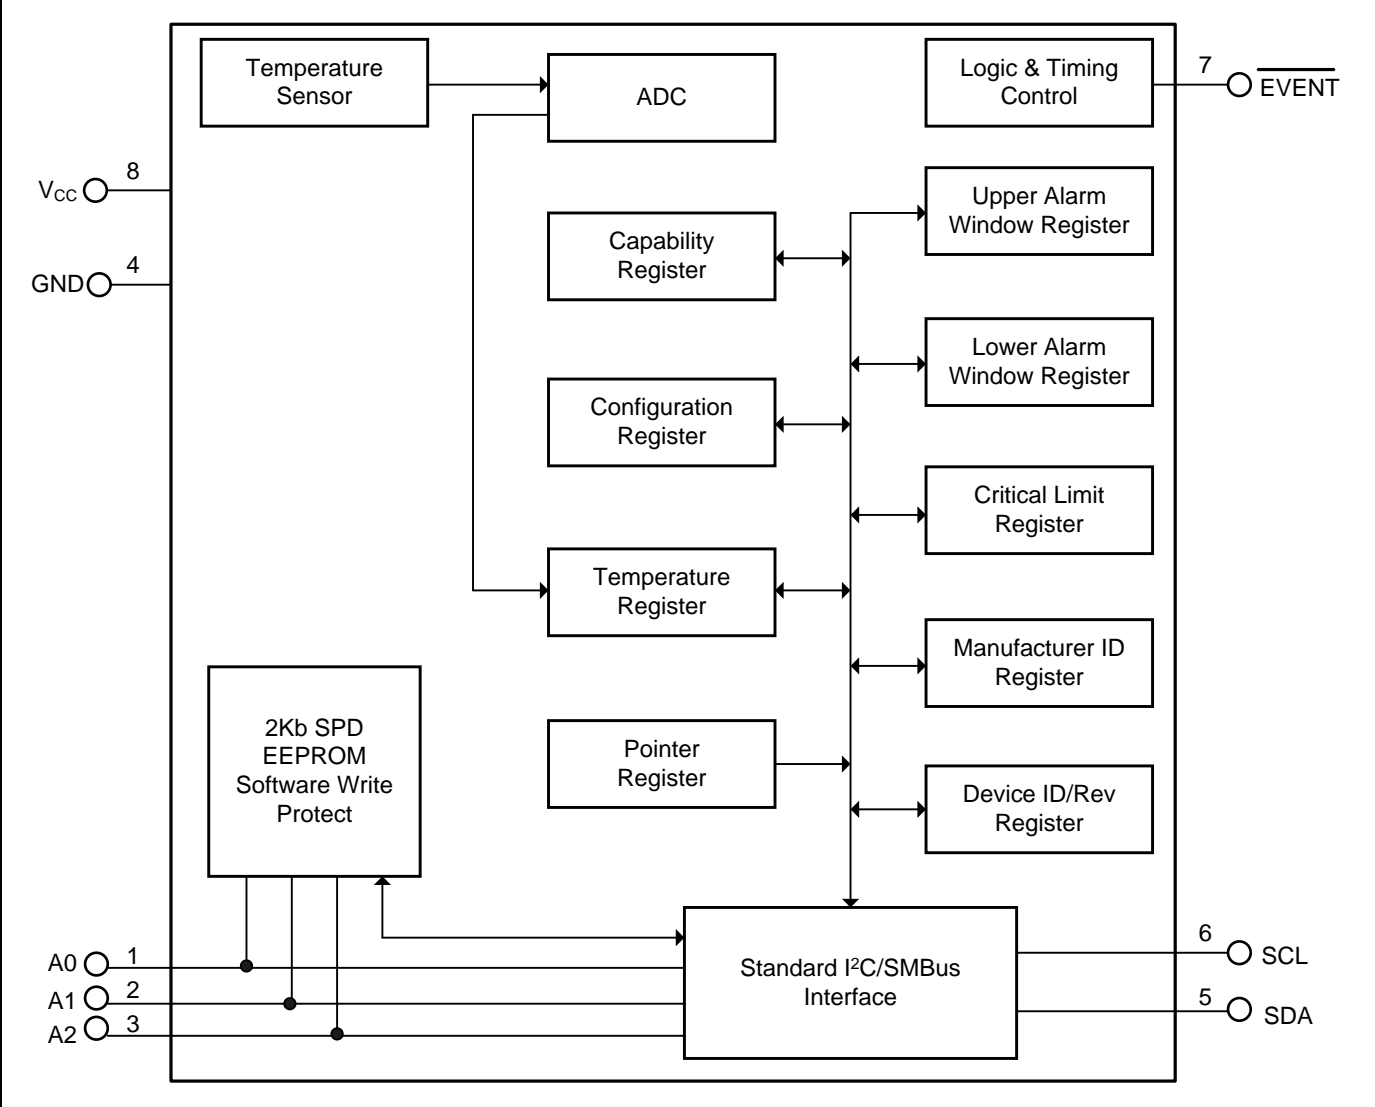 Temperature
Sensor
ADC
Logic & Timing
Control
7
EVENT
8
VCC
4
GND
Capability
Register
Upper Alarm
Window Register
Configuration
Register
Lower Alarm
Window Register
Critical Limit
Register
Temperature
Register
Manufacturer ID
Register
2Kb SPD
EEPROM
Software Write
Protect
Pointer
Register
Device ID/Rev
Register
A0
1
A1
2
A2
3
Standard I²C/SMBus
Interface
6
SCL
5
SDA